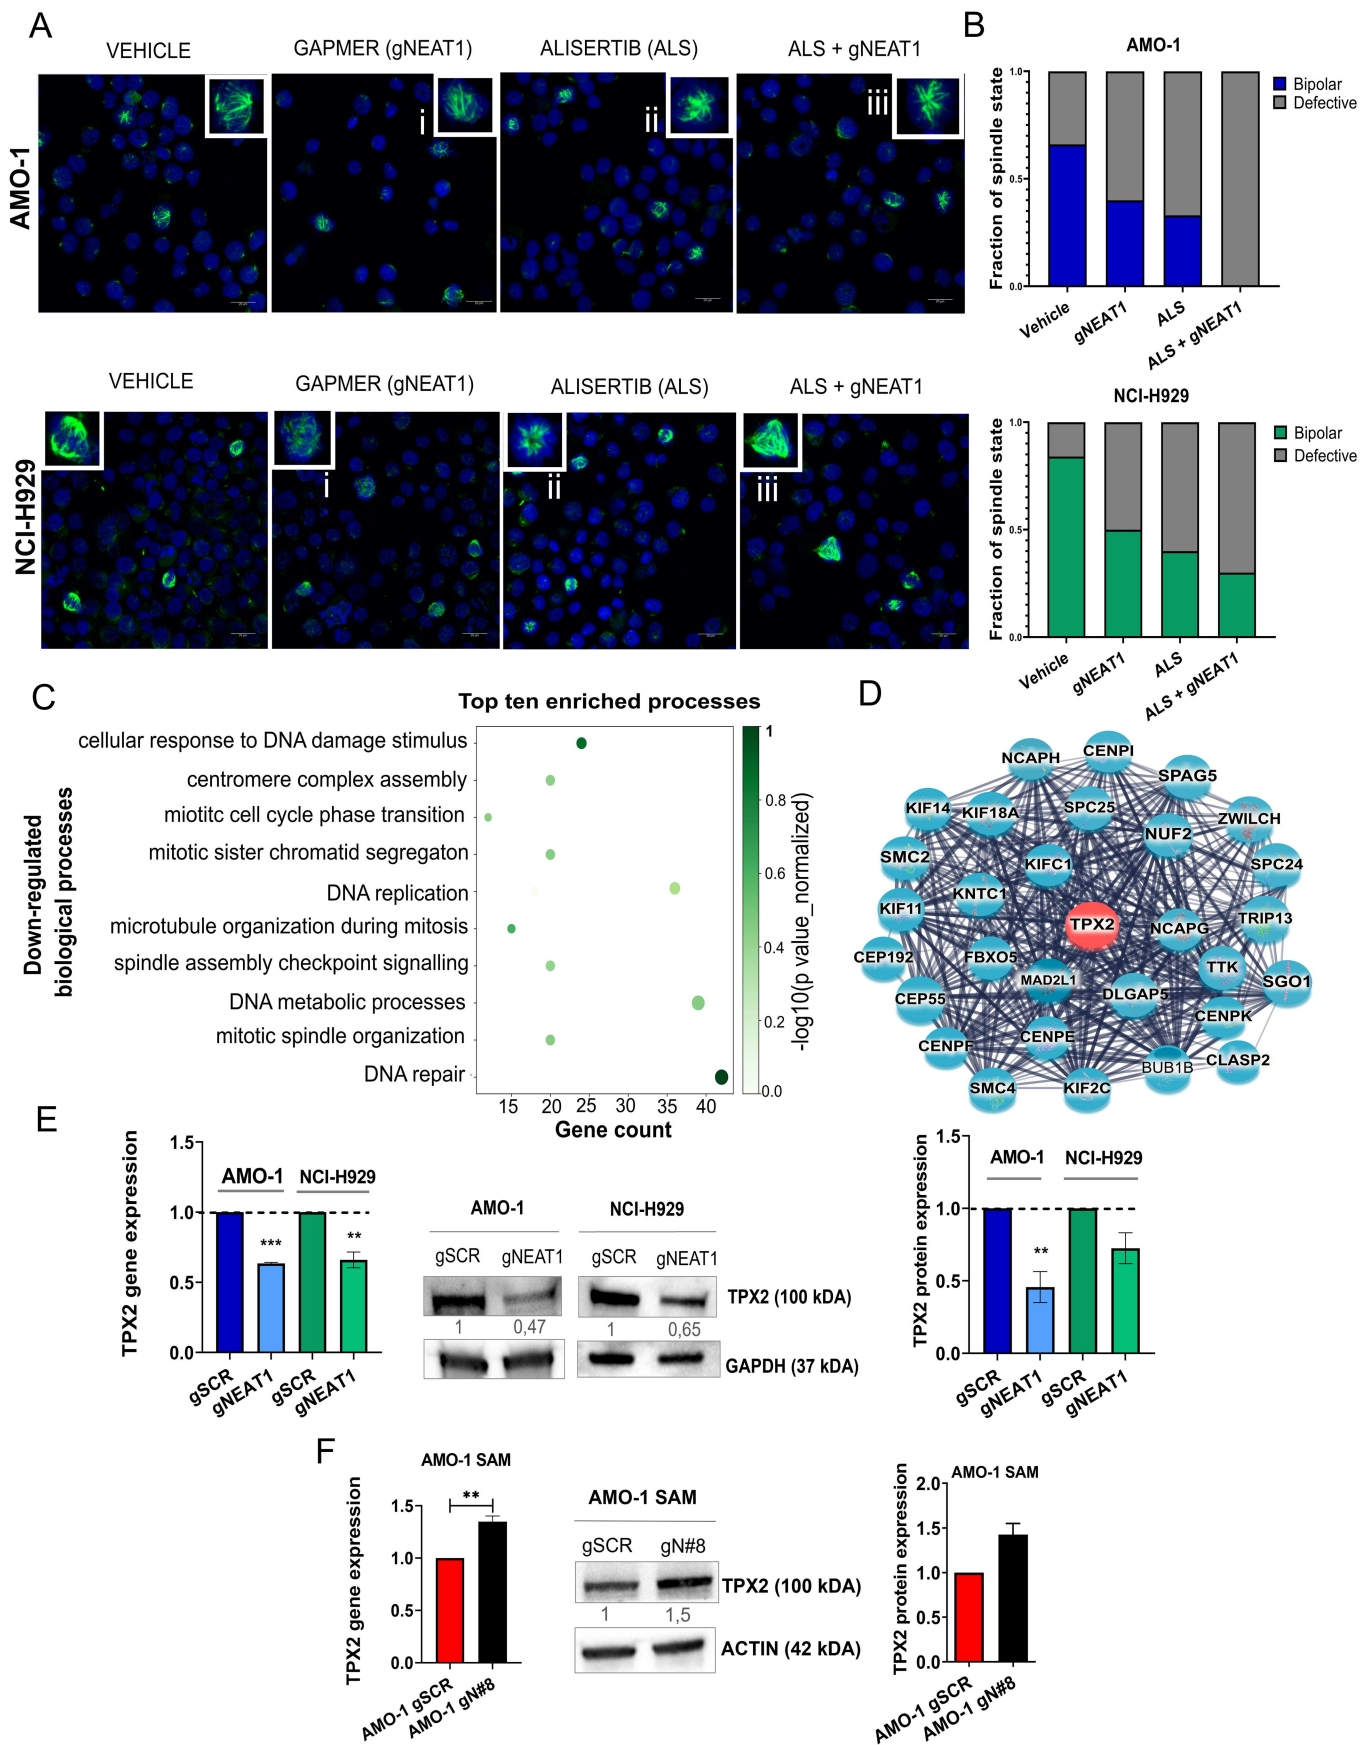 A
VEHICLE
GAPMER (gNEAT1)
ALISERTIB (ALS)
ALS + gNEAT1
AMO-1
i
ii
iii
VEHICLE
GAPMER (gNEAT1)
ALISERTIB (ALS)
ALS + gNEAT1
NCI-H929
i
ii
iii
B
AMO-1
Fraction of spindle state
1.0
0.5
0.0
Bipolar
Defective
Vehicle
gNEAT1
ALS
ALS + gNEAT1
NCI-H929
Fraction of spindle state
1.0
0.5
0.0
Bipolar
Defective
Vehicle
gNEAT1
ALS
ALS + gNEAT1
C
Top ten enriched processes
Down-regulated
biological processes
cellular response to DNA damage stimulus
centromere complex assembly
miotitc cell cycle phase transition
mitotic sister chromatid segregaton
DNA replication
microtubule organization during mitosis
spindle assembly checkpoint signalling
DNA metabolic processes
mitotic spindle organization
DNA repair
15 20 25 30 35 40
Gene count
1
0.8
0.6
0.4
0.2
0.0
-log10(p value_normalized)
D
NCAPH
CENPI
SPAG5
KIF14
KIF18A
SPC25
NUF2
ZWILCH
SMC2
KIFC1
SPC24
KNTC1
KIF11
TPX2
NCAPG
TRIP13
CEP192
FBXO5
MAD2L1
TTK
SGO1
CEP55
DLGAP5
CENPK
CENPF
CENPE
BUB1B
CLASP2
SMC4
KIF2C
E
TPX2 gene expression
1.5
1.0
0.5
0.0
AMO-1
NCI-H929
***
**
gSCR
gNEAT1
gSCR
gNEAT1
AMO-1
NCI-H929
gSCR gNEAT1
gSCR gNEAT1
TPX2 (100 kDA)
1 0,47
1 0,65
GAPDH (37 kDA)
TPX2 protein expression
1.5
1.0
0.5
0.0
AMO-1
NCI-H929
**
gSCR
gNEAT1
gSCR
gNEAT1
F
AMO-1 SAM
TPX2 gene expression
1.5
1.0
0.5
0.0
**
AMO-1 gSCR
AMO-1 gN#8
AMO-1 SAM
gSCR gN#8
TPX2 (100 kDA)
1 1,5
ACTIN (42 kDA)
AMO-1 SAM
TPX2 protein expression
2.0
1.5
1.0
0.5
0.0
AMO-1 gSCR
AMO-1 gN#8